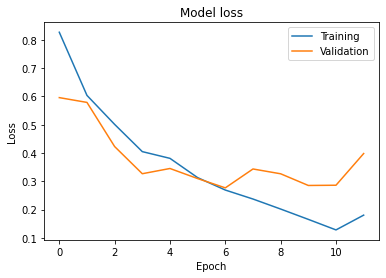 Model loss
Training
Validation
0.8
0.7
0.6
0.5
0.4
0.3
0.2
0.1
Loss
0 2 4 6 8 10
Epoch